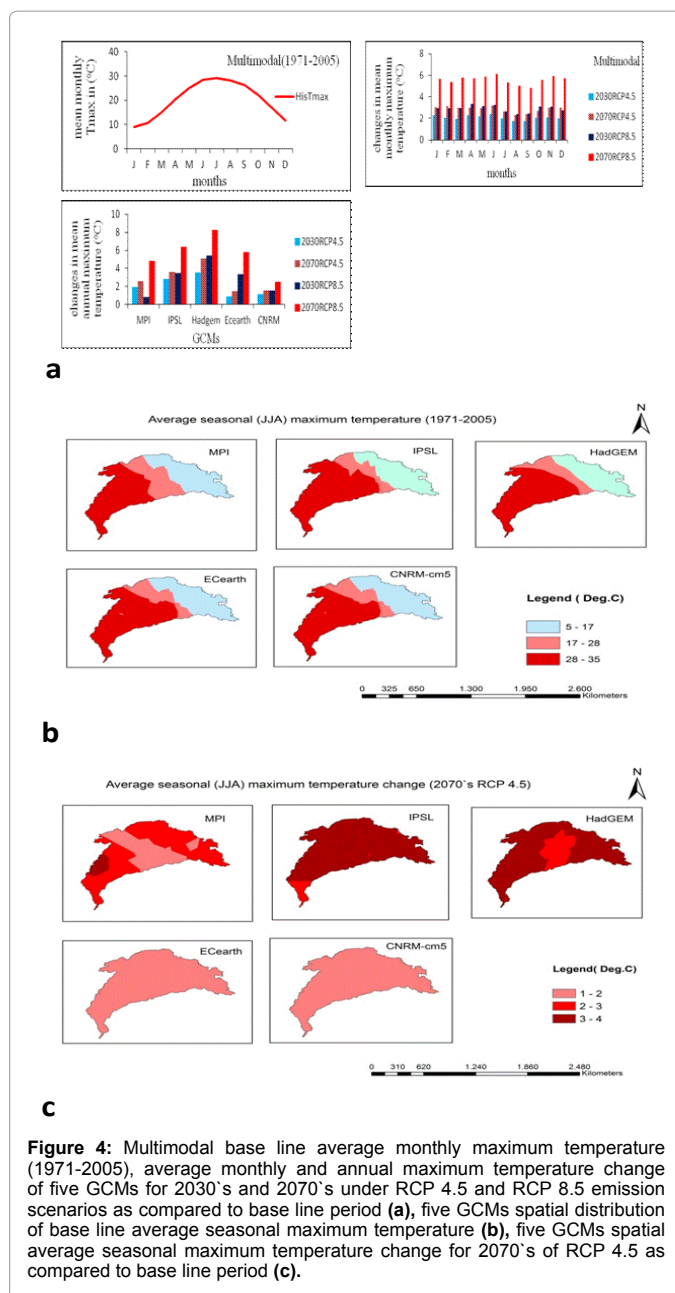 Multimodal(1971-2005)
mean monthly
Tmax in (°C)
40
30
20
10
0
HisTmax
J F M A M J J A S O N D
months
Multimodal
changes in mean
monthly maximum
temperature (°C)
8
6
4
2
0
2030RCP4.5
2070RCP4.5
2030RCP8.5
2070RCP8.5
J F M A M J J A S O N D
months
changes in mean
annual maximum
temperature (°C)
10
8
6
4
2
0
2030RCP4.5
2070RCP4.5
2030RCP8.5
2070RCP8.5
MPI IPSL Hadgem Ecearth CNRM
GCMs
a
Average seasonal (JJA) maximum temperature (1971-2005)
N
MPI
IPSL
HadGEM
ECearth
CNRM-cm5
Legend ( Deg.C)
5 - 17
17 - 28
28 - 35
0 325 650 1.300 1.950 2.600
Kilometers
b
Average seasonal (JJA) maximum temperature change (2070`s RCP 4.5)
N
MPI
IPSL
HadGEM
ECearth
CNRM-cm5
Legend( Deg.C)
1 - 2
2 - 3
3 - 4
0 310 620 1.240 1.860 2.480
Kilometers
c
Figure 4: Multimodal base line average monthly maximum temperature
(1971-2005), average monthly and annual maximum temperature change
of five GCMs for 2030`s and 2070`s under RCP 4.5 and RCP 8.5 emission
scenarios as compared to base line period (a), five GCMs spatial distribution
of base line average seasonal maximum temperature (b), five GCMs spatial
average seasonal maximum temperature change for 2070`s of RCP 4.5 as
compared to base line period (c).